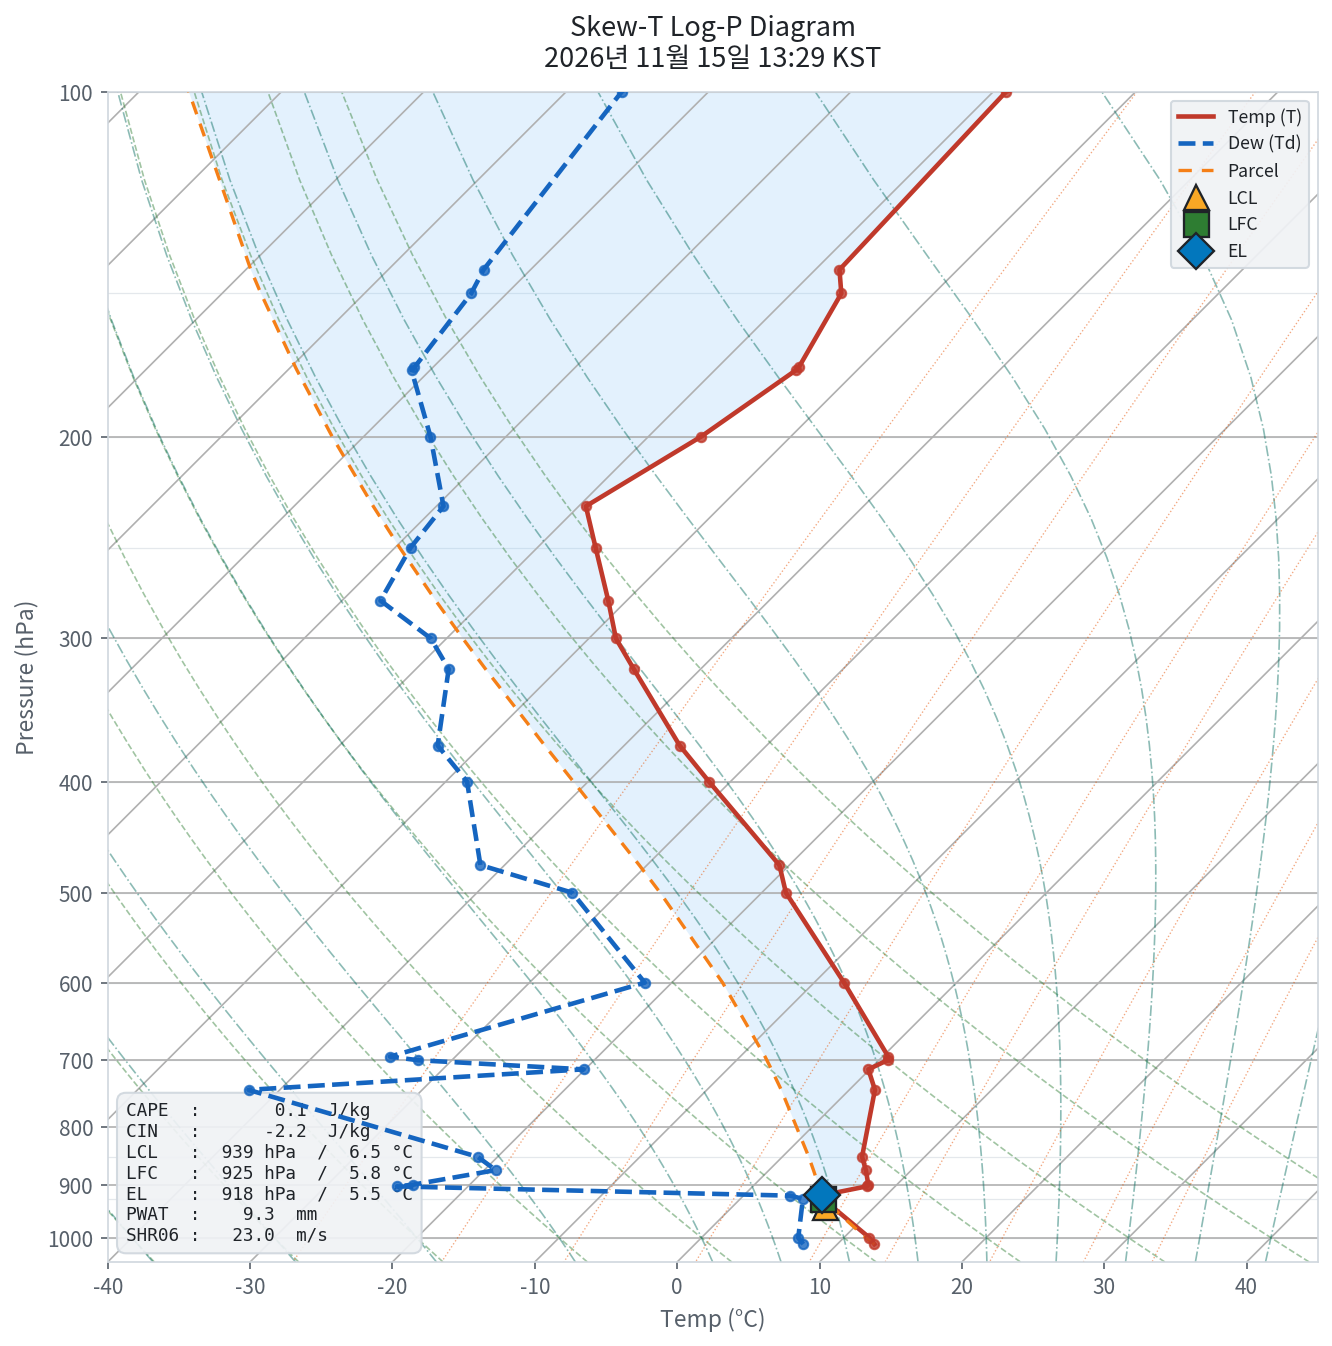 Skew-T Log-P Diagram
2026년 11월 15일 13:29 KST
Temp (T)
Dew (Td)
Parcel
LCL
LFC
EL
Pressure (hPa)
100
200
300
400
500
600
700
800
900
1000
CAPE : 0.1 J/kg
CIN : -2.2 J/kg
LCL : 939 hPa / 6.5 °C
LFC : 925 hPa / 5.8 °C
EL : 918 hPa / 5.5 °C
PWAT : 9.3 mm
SHR06 : 23.0 m/s
-40 -30 -20 -10 0 10 20 30 40
Temp (°C)